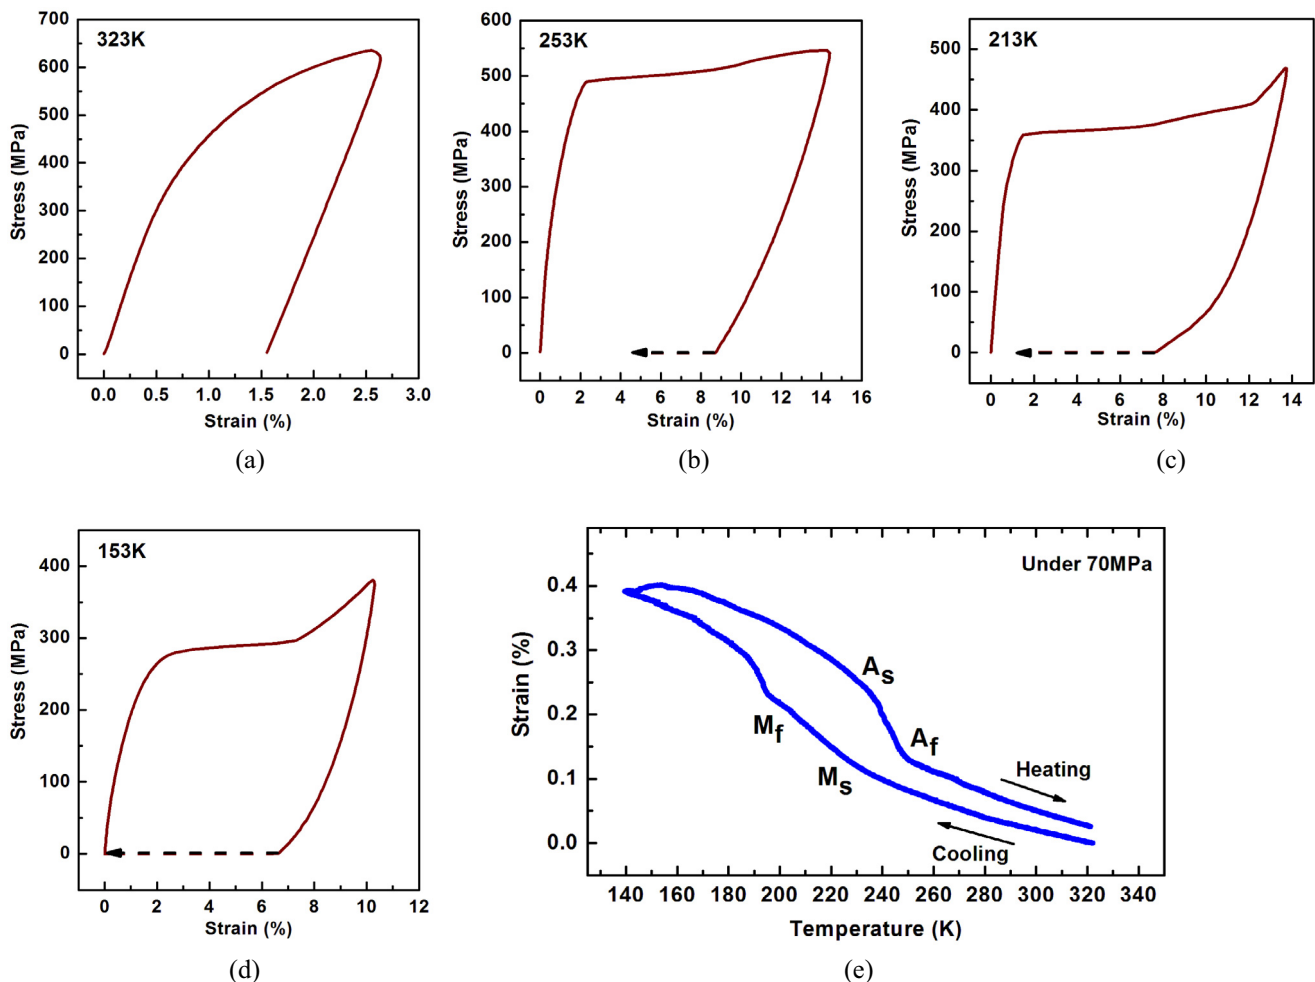 323K
700
600
500
400
300
200
100
0
Stress (MPa)
0.0 0.5 1.0 1.5 2.0 2.5 3.0
Strain (%)
(a)
253K
600
500
400
300
200
100
0
Stress (MPa)
0 2 4 6 8 10 12 14 16
Strain (%)
(b)
213K
500
400
300
200
100
0
Stress (MPa)
0 2 4 6 8 10 12 14
Strain (%)
(c)
153K
400
300
200
100
0
Stress (MPa)
0 2 4 6 8 10 12
Strain (%)
(d)
Under 70MPa
0.4
0.3
0.2
0.1
0.0
Strain (%)
As
Mf
Af
Ms
Heating
Cooling
140 160 180 200 220 240 260 280 300 320 340
Temperature (K)
(e)